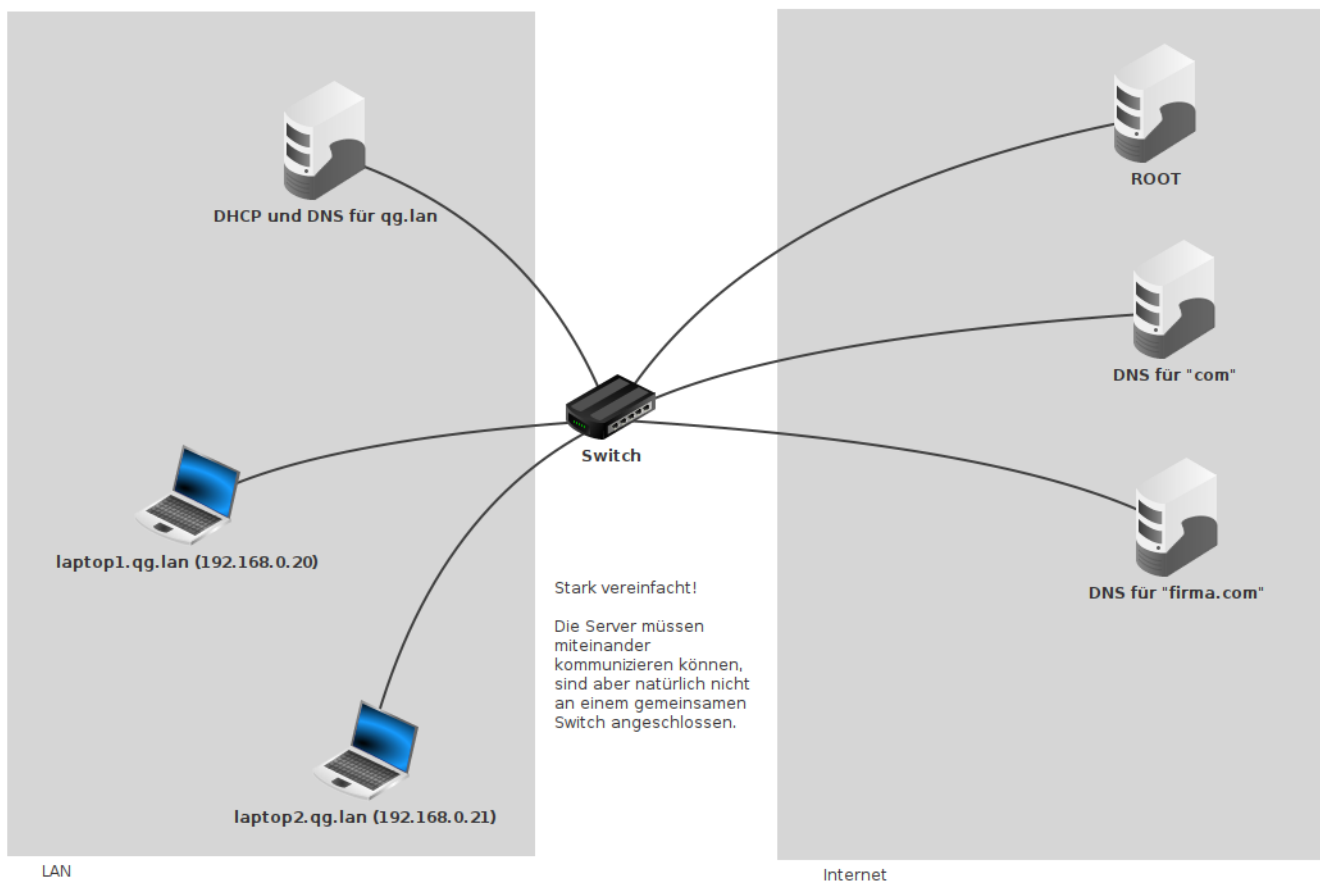 ROOT
DHCP und DNS für qg.lan
DNS für "com"
Switch
laptop1.qg.lan (192.168.0.20)
Stark vereinfacht!
Die Server müssen
miteinander
kommunizieren können,
sind aber natürlich nicht
an einem gemeinsamen
Switch angeschlossen.
DNS für "firma.com"
laptop2.qg.lan (192.168.0.21)
LAN
Internet